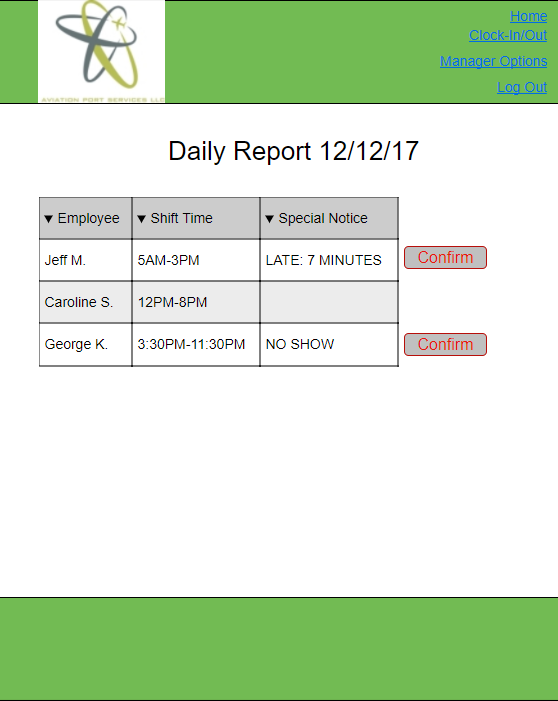 AVIATION PORT SERVICES LLC
Home
Clock-In/Out
Manager Options
Log Out
Daily Report 12/12/17
▼ Employee ▼ Shift Time ▼ Special Notice
Jeff M. 5AM-3PM LATE: 7 MINUTES Confirm
Caroline S. 12PM-8PM
George K. 3:30PM-11:30PM NO SHOW Confirm